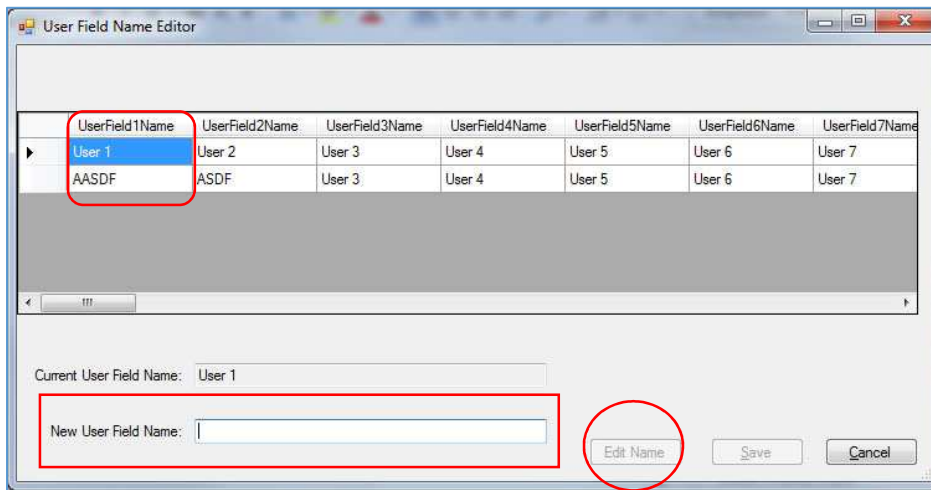 User Field Name Editor
UserField1Name UserField2Name UserField3Name UserField4Name UserField5Name UserField6Name UserField7Name
User 1 User 2 User 3 User 4 User 5 User 6 User 7
AASDF ASDF User 3 User 4 User 5 User 6 User 7
Current User Field Name: User 1
New User Field Name:
Edit Name Save Cancel